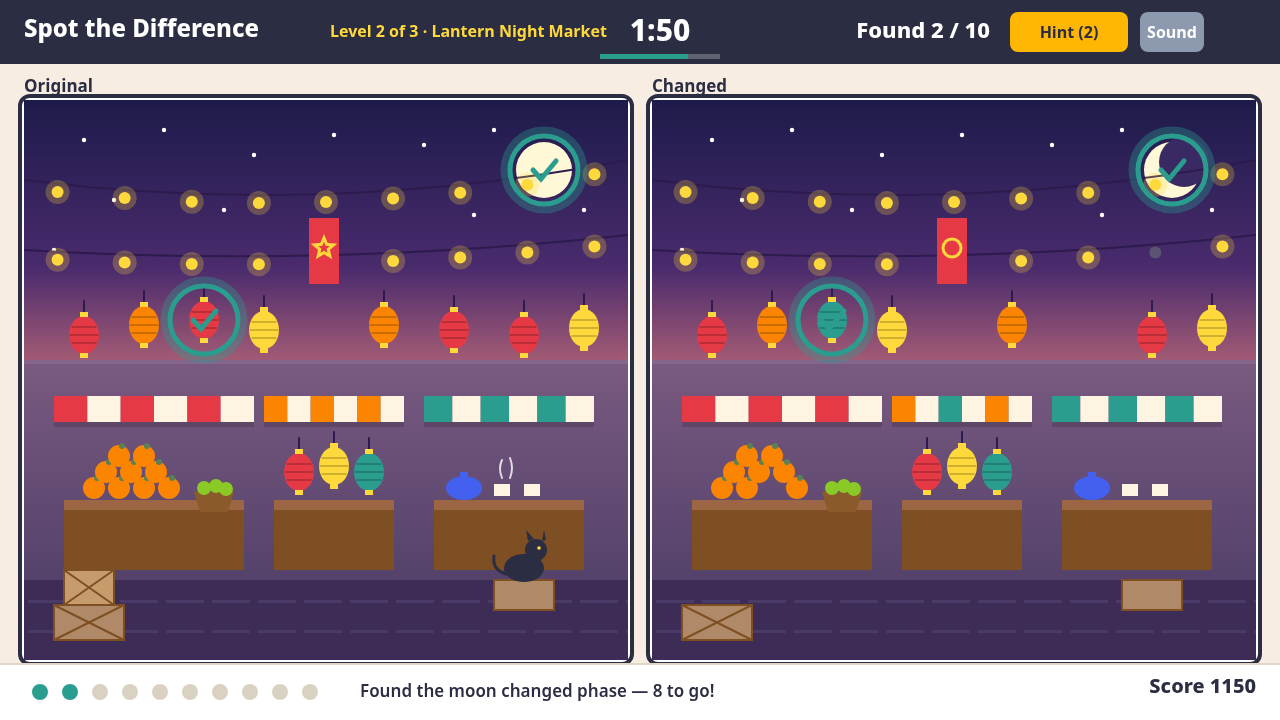 Spot the Difference
Level 2 of 3 · Lantern Night Market
1:50
Found 2 / 10
Hint (2)
Sound
Original
Changed
Found the moon changed phase — 8 to go!
Score 1150